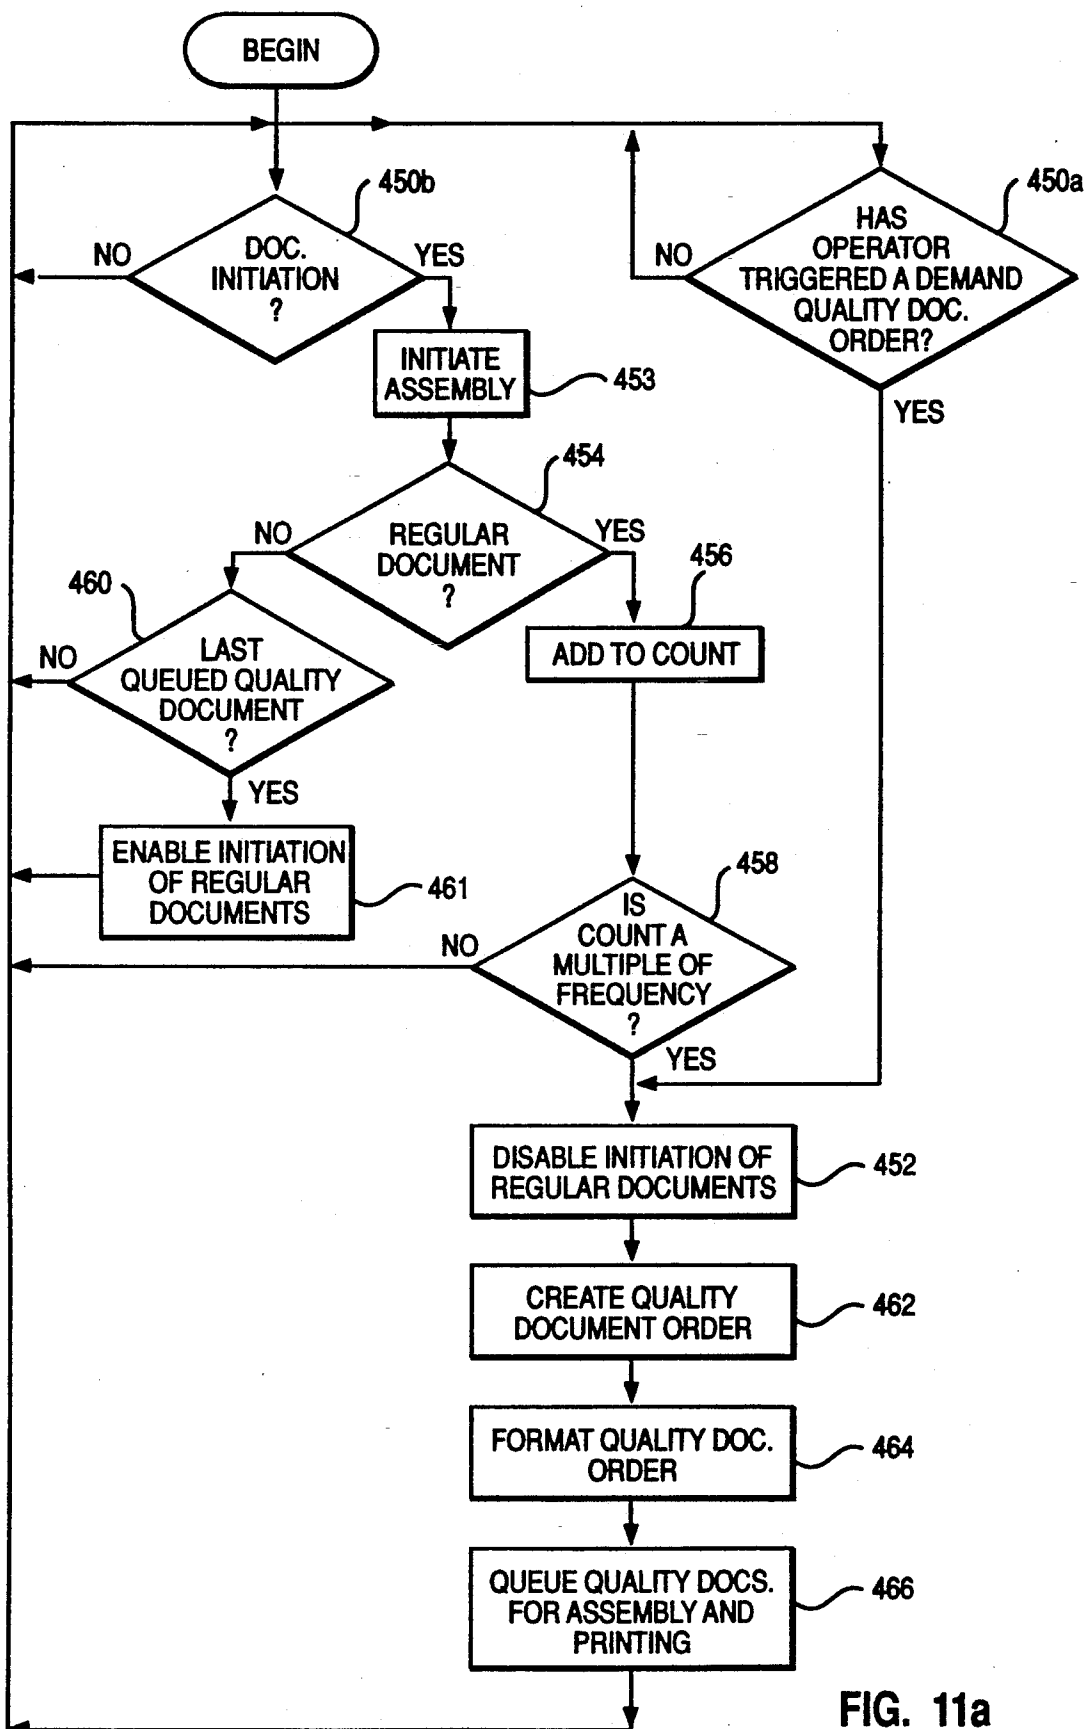 BEGIN
450b
450a
NO
DOC.
INITIATION
?
YES
NO
HAS
OPERATOR
TRIGGERED A DEMAND
QUALITY DOC.
ORDER?
YES
INITIATE
ASSEMBLY
453
454
NO
REGULAR
DOCUMENT
?
YES
456
ADD TO COUNT
460
NO
LAST
QUEUED QUALITY
DOCUMENT
?
YES
ENABLE INITIATION
OF REGULAR
DOCUMENTS
461
458
NO
IS
COUNT A
MULTIPLE OF
FREQUENCY
?
YES
DISABLE INITIATION OF
REGULAR DOCUMENTS
452
CREATE QUALITY
DOCUMENT ORDER
462
FORMAT QUALITY DOC.
ORDER
464
QUEUE QUALITY DOCS.
FOR ASSEMBLY AND
PRINTING
466
FIG. 11a